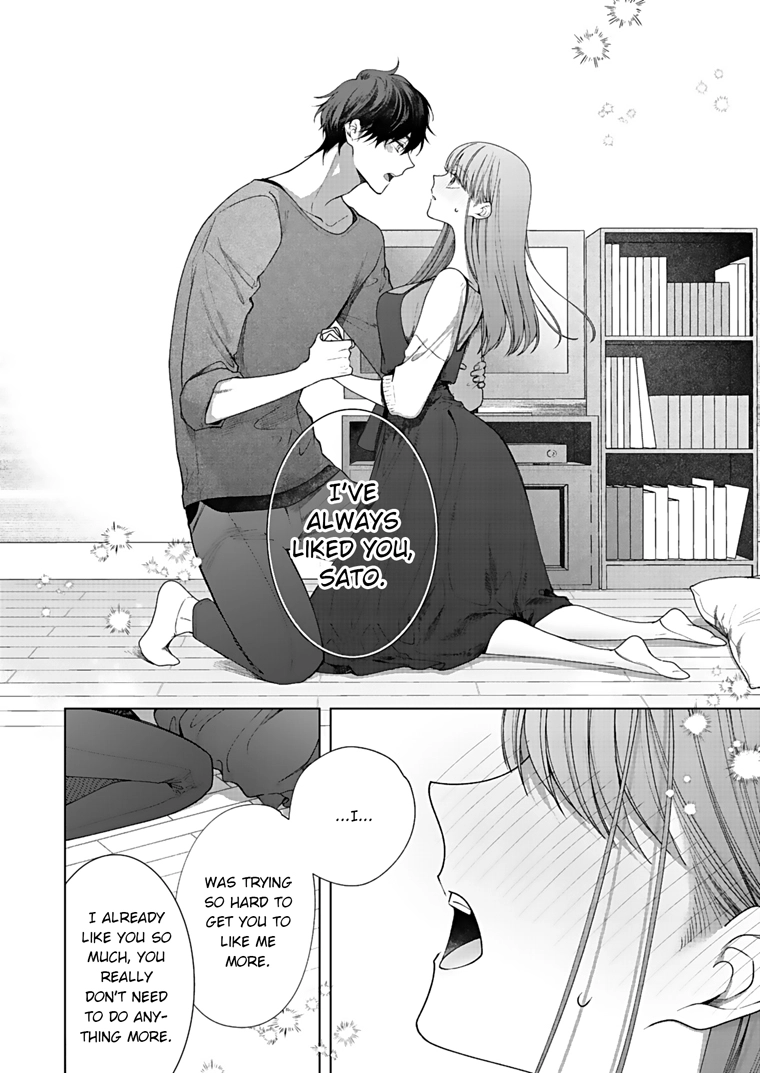 I'VE
ALWAYS
LIKED YOU,
SATO.
...I...
WAS TRYING
SO HARD TO
GET YOU TO
LIKE ME
MORE.
I ALREADY
LIKE YOU SO
MUCH, YOU
REALLY
DON'T NEED
TO DO ANY-
THING MORE.